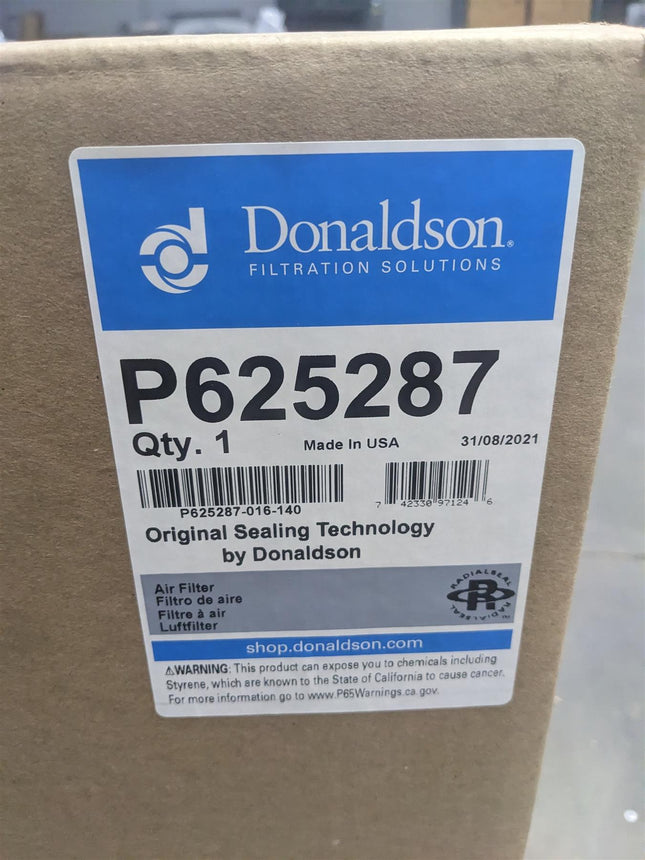 Donaldson®
FILTRATION SOLUTIONS
P625287
Qty. 1 Made In USA 31/08/2021
P625287-016-140
7 42330 97124 6
Original Sealing Technology
by Donaldson
Air Filter
Filtro de aire
Filtre à air
Luftfilter
RADIALSEAL
RADIALSEAL
shop.donaldson.com
⚠WARNING: This product can expose you to chemicals including
Styrene, which are known to the State of California to cause cancer.
For more information go to www.P65Warnings.ca.gov.